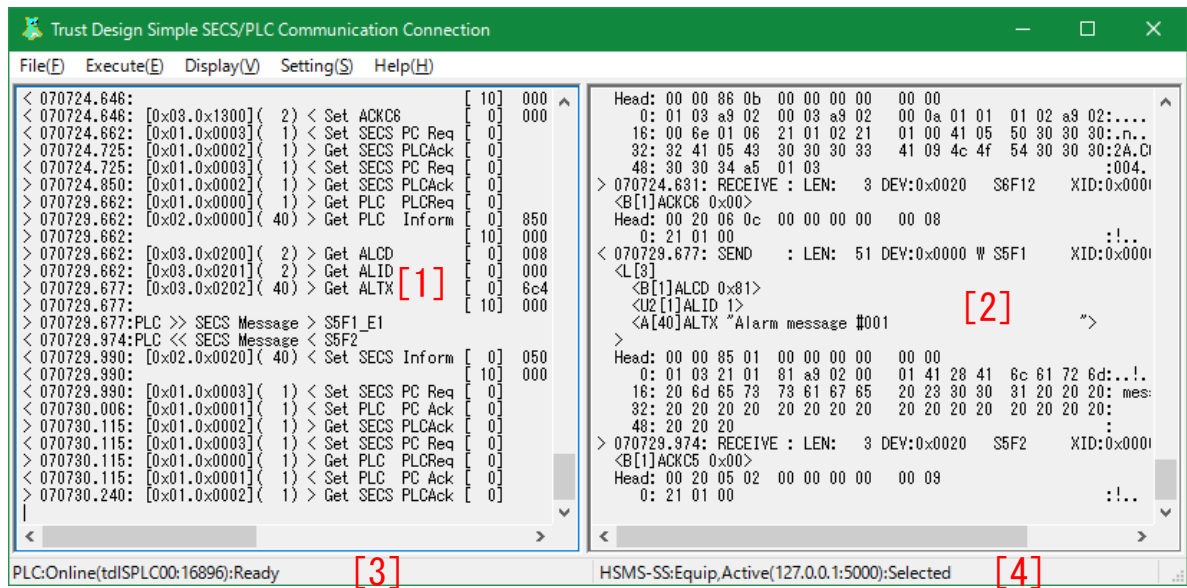 Trust Design Simple SECS/PLC Communication Connection
File(F) Execute(E) Display(V) Setting(S) Help(H)
< 070724.646: [ 10] 000
< 070724.646: [0x03.0x1300]( 2) < Set ACKC6 [ 0] 000
< 070724.662: [0x01.0x0003]( 1) < Set SECS PC Req [ 0]
> 070724.725: [0x01.0x0002]( 1) > Get SECS PLCAck [ 0]
< 070724.725: [0x01.0x0003]( 1) < Set SECS PC Req [ 0]
> 070724.850: [0x01.0x0002]( 1) > Get SECS PLCAck [ 0]
> 070729.662: [0x01.0x0000]( 1) > Get PLC PLCReq [ 0]
> 070729.662: [0x02.0x0000]( 40) > Get PLC Inform [ 0] 850
> 070729.662: [ 10] 000
> 070729.662: [0x03.0x0200]( 2) > Get ALCD [ 0] 008
> 070729.662: [0x03.0x0201]( 2) > Get ALID [ 0] 000
> 070729.677: [0x03.0x0202]( 40) > Get ALTX [ 0] 6c4
> 070729.677: [ 10] 000
> 070729.677:PLC >> SECS Message > S5F1_E1
< 070729.974:PLC << SECS Message < S5F2
< 070729.990: [0x02.0x0020]( 40) < Set SECS Inform [ 0] 050
< 070729.990: [ 10] 000
< 070729.990: [0x01.0x0003]( 1) < Set SECS PC Req [ 0]
< 070730.006: [0x01.0x0001]( 1) < Set PLC PC Ack [ 0]
> 070730.115: [0x01.0x0002]( 1) > Get SECS PLCAck [ 0]
< 070730.115: [0x01.0x0003]( 1) < Set SECS PC Req [ 0]
> 070730.115: [0x01.0x0000]( 1) > Get PLC PLCReq [ 0]
< 070730.115: [0x01.0x0001]( 1) < Set PLC PC Ack [ 0]
> 070730.240: [0x01.0x0002]( 1) > Get SECS PLCAck [ 0]
[1]
Head: 00 00 86 0b 00 00 00 00 00 00
0: 01 03 a9 02 00 03 a9 02 00 0a 01 01 01 02 a9 02:....
16: 00 6e 01 06 21 01 02 21 01 00 41 05 50 30 30 30:.n..
32: 32 41 05 43 30 30 30 33 41 09 4c 4f 54 30 30 30:2A.C
48: 30 30 34 a5 01 03 :004.
> 070724.631: RECEIVE : LEN: 3 DEV:0x0020 S6F12 XID:0x000
<B[1]ACKC6 0x00>
Head: 00 20 06 0c 00 00 00 00 00 08
0: 21 01 00 :!..
< 070729.677: SEND : LEN: 51 DEV:0x0000 W S5F1 XID:0x000
<L[3]
<B[1]ALCD 0x81>
<U2[1]ALID 1>
<A[40]ALTX "Alarm message #001 ">
>
Head: 00 00 85 01 00 00 00 00 00 00
0: 01 03 21 01 81 a9 02 00 01 41 28 41 6c 61 72 6d:..!.
16: 20 6d 65 73 73 61 67 65 20 23 30 30 31 20 20 20: mes
32: 20 20 20 20 20 20 20 20 20 20 20 20 20 20 20 20:
48: 20 20 20 :
> 070729.974: RECEIVE : LEN: 3 DEV:0x0020 S5F2 XID:0x000
<B[1]ACKC5 0x00>
Head: 00 20 05 02 00 00 00 00 00 09
0: 21 01 00 :!..
[2]
PLC:Online(tdlSPLC00:16896):Ready [3]
HSMS-SS:Equip,Active(127.0.0.1:5000):Selected [4]